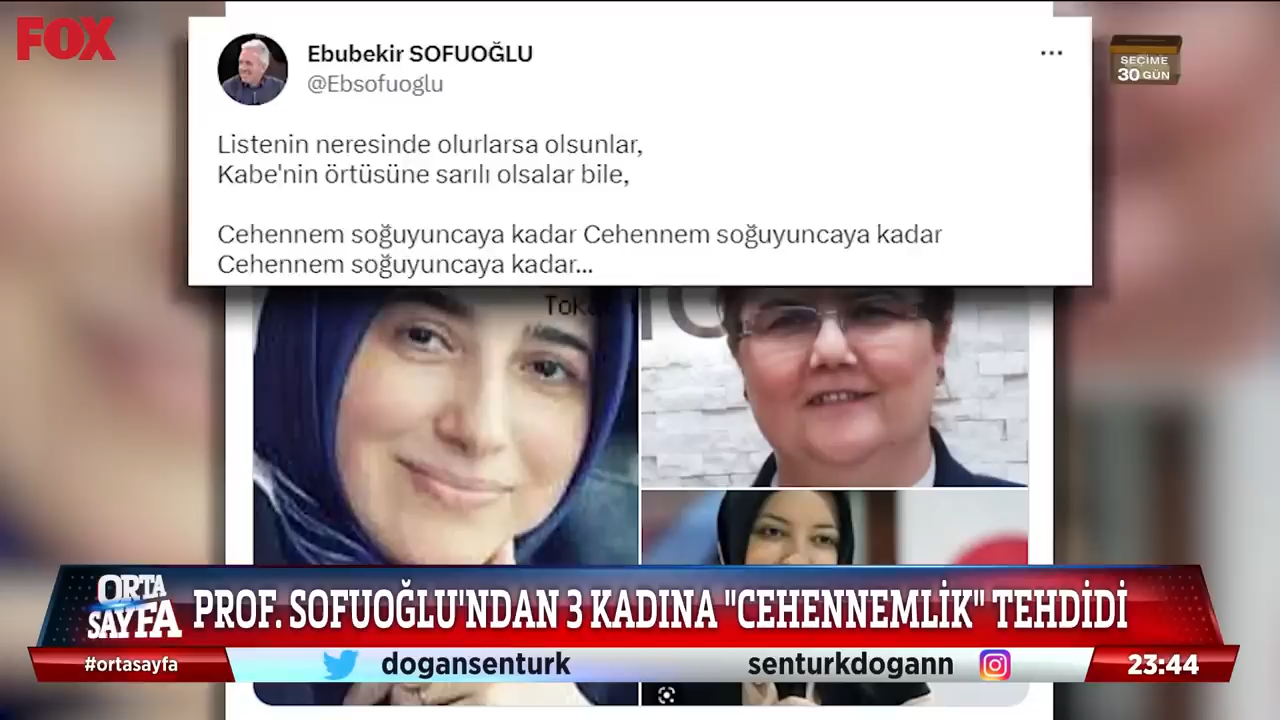 FOX
Ebubekir SOFUOĞLU
@Ebsofuoglu
SEÇİME
30 GÜN
Listenin neresinde olurlarsa olsunlar,
Kabe'nin örtüsüne sarılı olsalar bile,
Cehennem soğuyuncaya kadar Cehennem soğuyuncaya kadar
Cehennem soğuyuncaya kadar...
ORTA
SAYFA
PROF. SOFUOĞLU'NDAN 3 KADINA "CEHENNEMLİK" TEHDİDİ
#ortasayfa
dogansenturk
senturkdogann
23:44